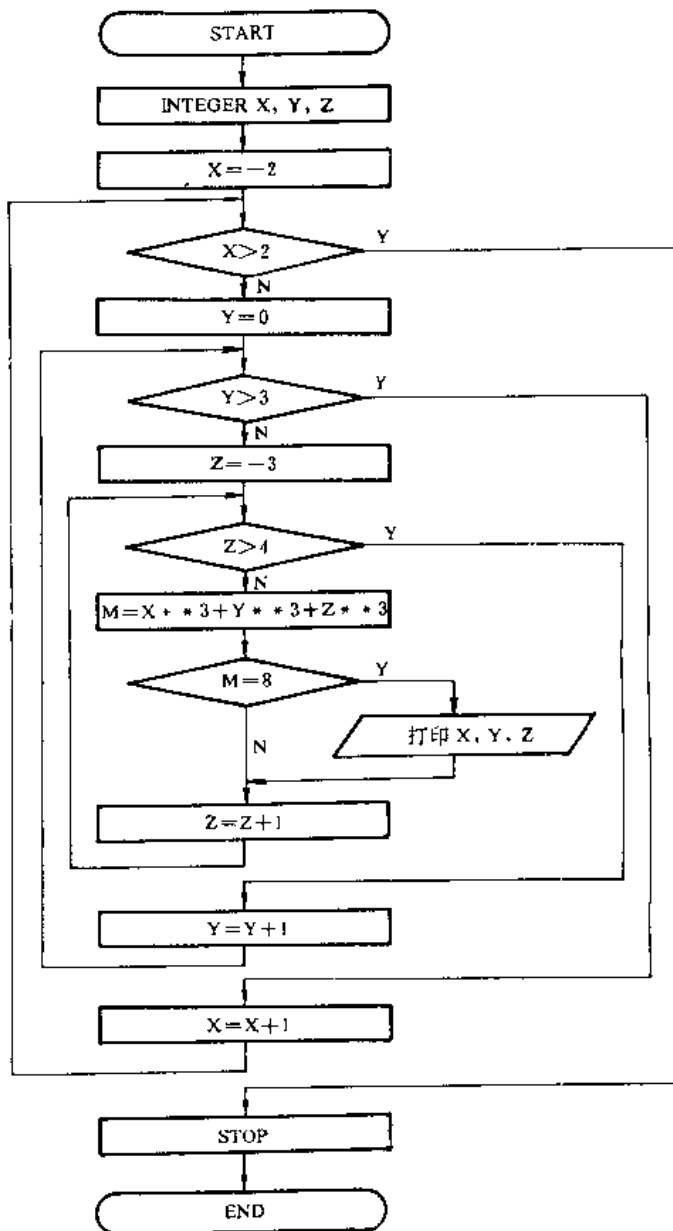 START
INTEGER X, Y, Z
X=-2
X>2
Y
N
Y=0
Y>3
Y
N
Z=-3
Z>4
Y
N
M=X**3+Y**3+Z**3
M=8
Y
打印 X, Y, Z
N
Z=Z+1
Y=Y+1
X=X+1
STOP
END